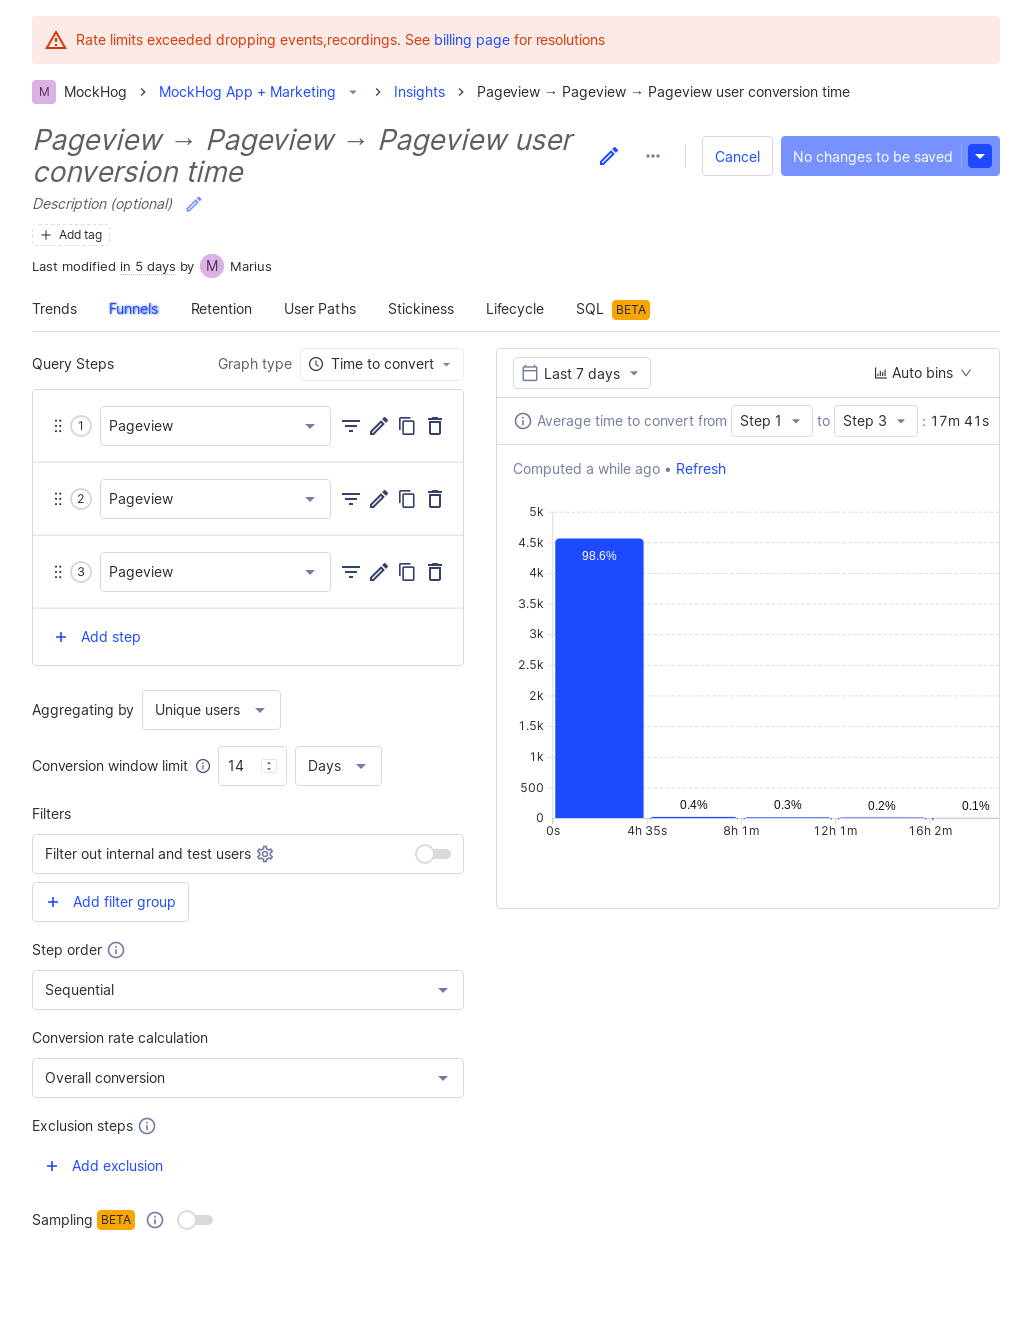 Rate limits exceeded dropping events,recordings. See billing page for resolutions
M MockHog MockHog App + Marketing Insights Pageview → Pageview → Pageview user conversion time
Pageview → Pageview → Pageview user
conversion time
Cancel
No changes to be saved
Description (optional)
Add tag
Last modified in 5 days by M Marius
Trends Funnels Retention User Paths Stickiness Lifecycle SQL BETA
Query Steps Graph type Time to convert
1 Pageview
2 Pageview
3 Pageview
Add step
Aggregating by Unique users
Conversion window limit 14 Days
Filters
Filter out internal and test users
Add filter group
Step order
Sequential
Conversion rate calculation
Overall conversion
Exclusion steps
Add exclusion
Sampling BETA
Last 7 days Auto bins
Average time to convert from Step 1 to Step 3 : 17m 41s
Computed a while ago • Refresh
5k
4.5k
4k
3.5k
3k
2.5k
2k
1.5k
1k
500
0
98.6% 0.4% 0.3% 0.2% 0.1%
0s 4h 35s 8h 1m 12h 1m 16h 2m